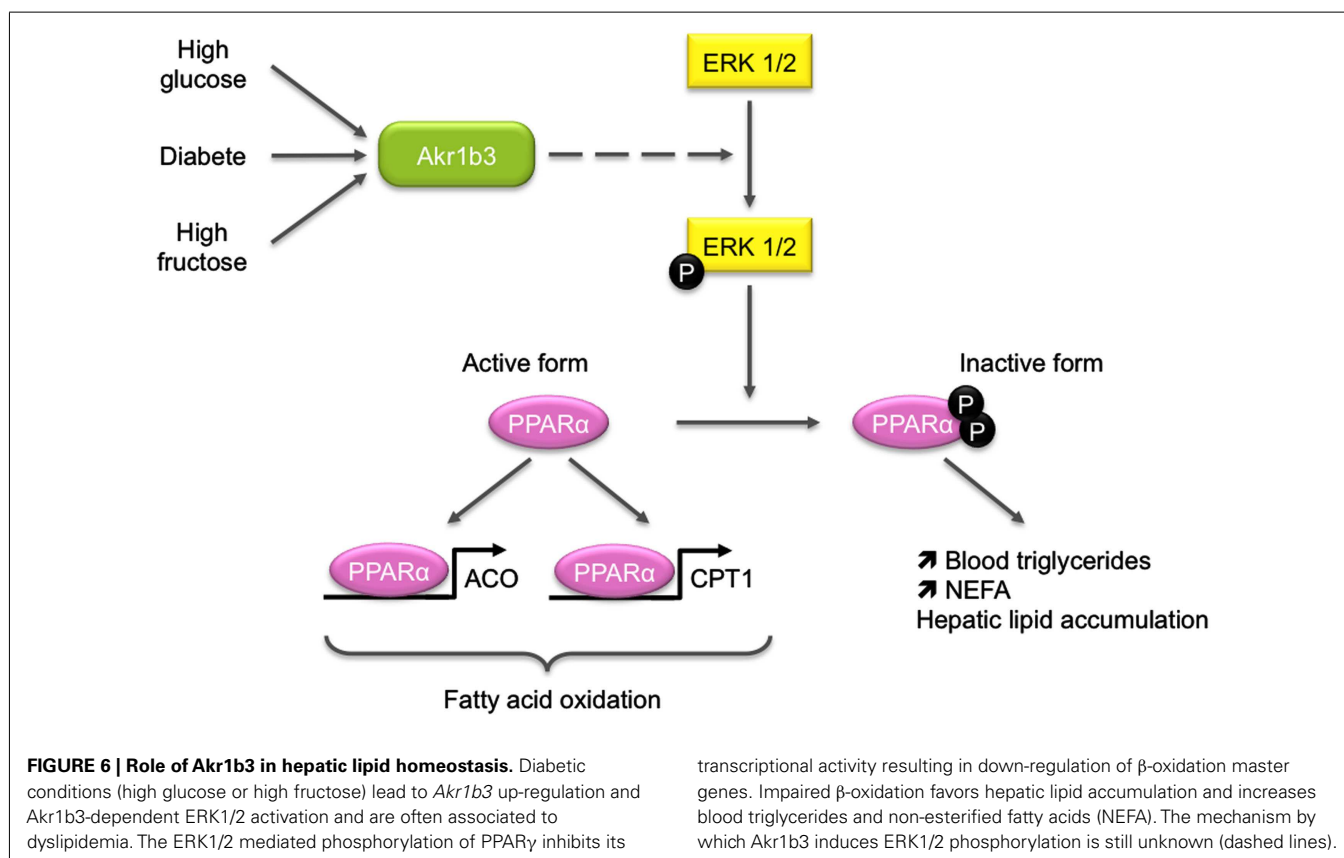 High
glucose
Diabete
High
fructose
Akr1b3
ERK 1/2
ERK 1/2
P
Active form
Inactive form
PPARα
PPARα
P
P
PPARα
ACO
PPARα
CPT1
Fatty acid oxidation
↗ Blood triglycerides
↗ NEFA
Hepatic lipid accumulation
FIGURE 6 | Role of Akr1b3 in hepatic lipid homeostasis. Diabetic
conditions (high glucose or high fructose) lead to Akr1b3 up-regulation and
Akr1b3-dependent ERK1/2 activation and are often associated to
dyslipidemia. The ERK1/2 mediated phosphorylation of PPARγ inhibits its
transcriptional activity resulting in down-regulation of β-oxidation master
genes. Impaired β-oxidation favors hepatic lipid accumulation and increases
blood triglycerides and non-esterified fatty acids (NEFA). The mechanism by
which Akr1b3 induces ERK1/2 phosphorylation is still unknown (dashed lines).